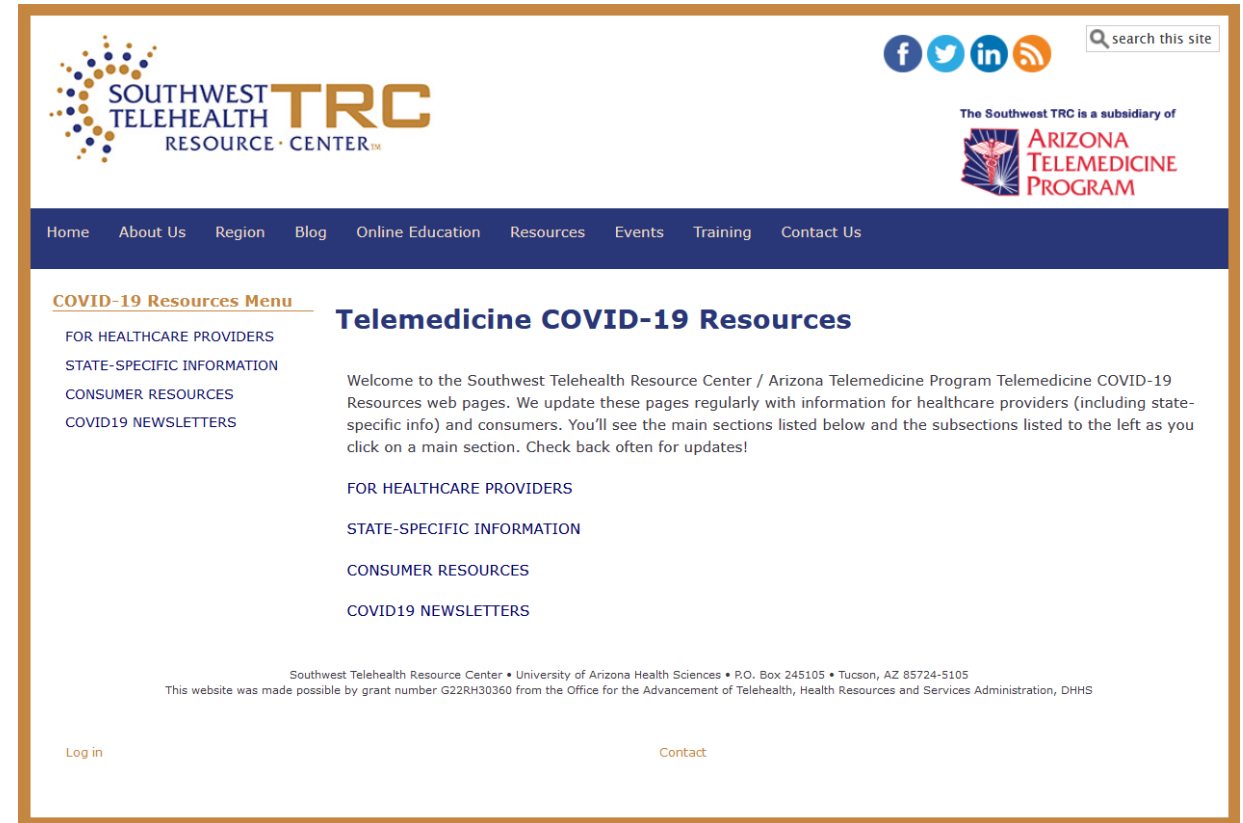 SOUTHWEST
TELEHEALTH
RESOURCE · CENTER™
TRC
search this site
The Southwest TRC is a subsidiary of
ARIZONA
TELEMEDICINE
PROGRAM
Home About Us Region Blog Online Education Resources Events Training Contact Us
COVID-19 Resources Menu
FOR HEALTHCARE PROVIDERS
STATE-SPECIFIC INFORMATION
CONSUMER RESOURCES
COVID19 NEWSLETTERS
Telemedicine COVID-19 Resources
Welcome to the Southwest Telehealth Resource Center / Arizona Telemedicine Program Telemedicine COVID-19
Resources web pages. We update these pages regularly with information for healthcare providers (including state-
specific info) and consumers. You’ll see the main sections listed below and the subsections listed to the left as you
click on a main section. Check back often for updates!
FOR HEALTHCARE PROVIDERS
STATE-SPECIFIC INFORMATION
CONSUMER RESOURCES
COVID19 NEWSLETTERS
Southwest Telehealth Resource Center • University of Arizona Health Sciences • P.O. Box 245105 • Tucson, AZ 85724-5105
This website was made possible by grant number G22RH30360 from the Office for the Advancement of Telehealth, Health Resources and Services Administration, DHHS
Log in
Contact